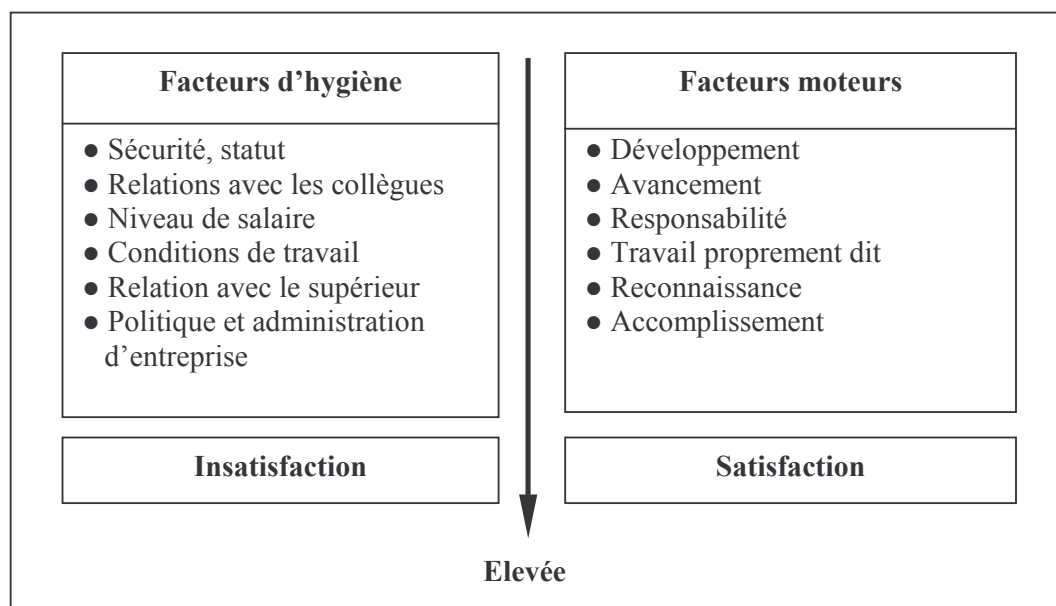 Facteurs d’hygiène
● Sécurité, statut
● Relations avec les collègues
● Niveau de salaire
● Conditions de travail
● Relation avec le supérieur
● Politique et administration
d’entreprise
Insatisfaction
Facteurs moteurs
● Développement
● Avancement
● Responsabilité
● Travail proprement dit
● Reconnaissance
● Accomplissement
Satisfaction
Elevée